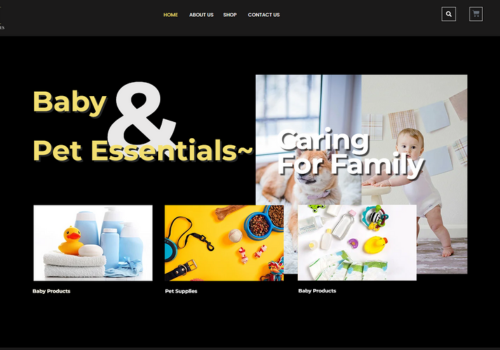 HOME ABOUT US SHOP CONTACT US
Baby &
Pet Essentials~
Caring
For Family
Baby Products Pet Supplies Baby Products